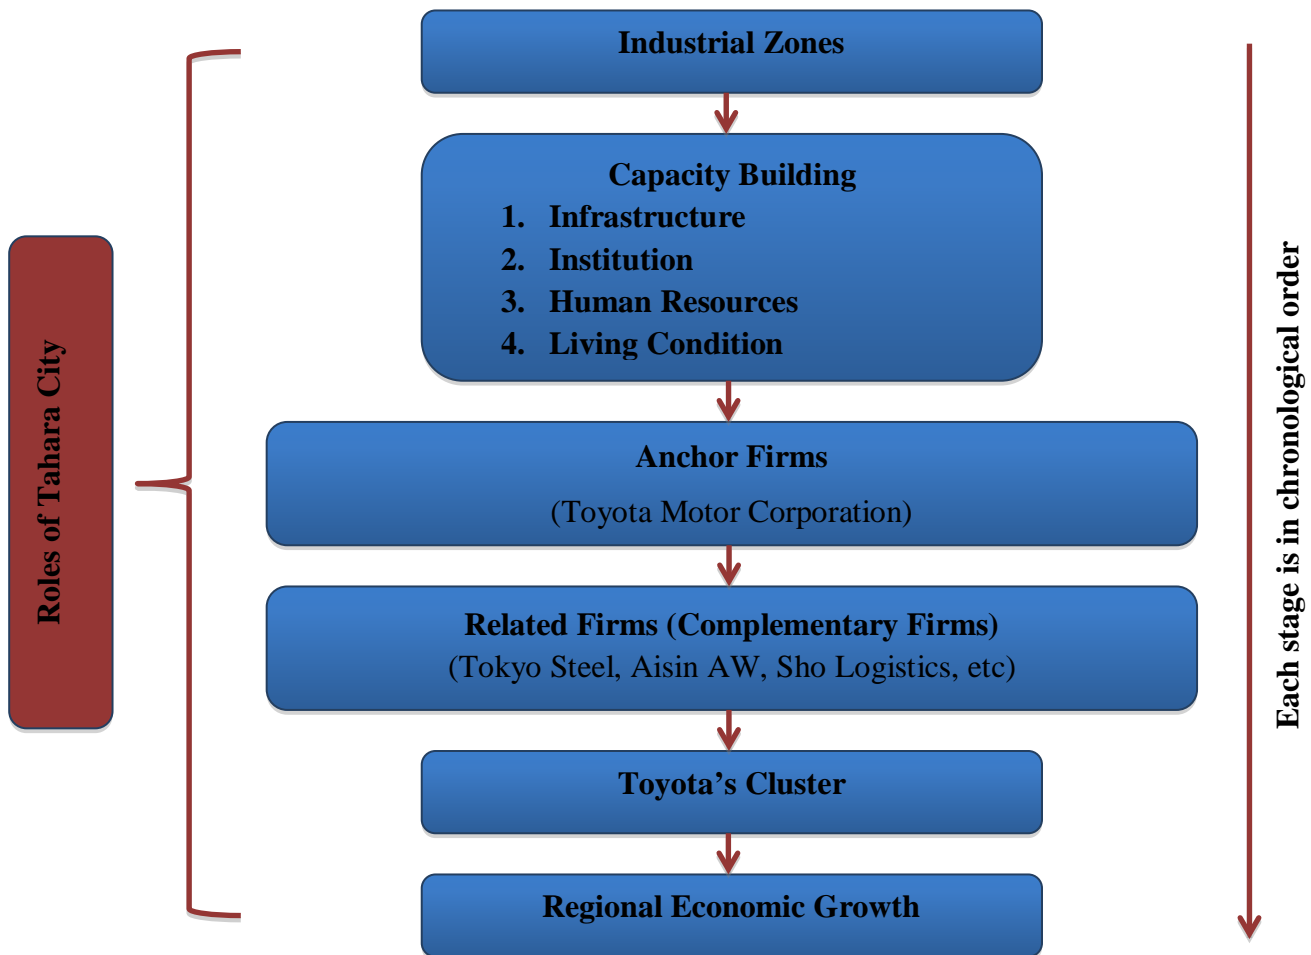 Industrial Zones
Capacity Building
1. Infrastructure
2. Institution
3. Human Resources
4. Living Condition
Anchor Firms
(Toyota Motor Corporation)
Related Firms (Complementary Firms)
(Tokyo Steel, Aisin AW, Sho Logistics, etc)
Toyota’s Cluster
Regional Economic Growth
Roles of Tahara City
Each stage is in chronological order